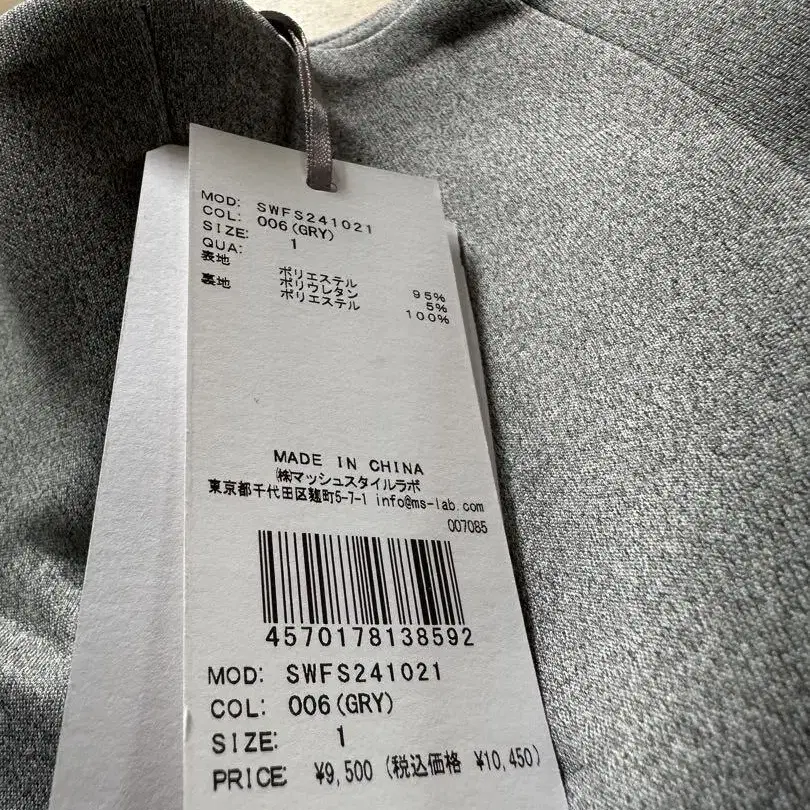 MOD: SWFS241021
COL: 006(GRY)
SIZE: 1
QUA:
表地 ポリエステル 95%
ポリウレタン 5%
裏地 ポリエステル 100%
MADE IN CHINA
㈱マッシュスタイルラボ
東京都千代田区麹町5-7-1 info@ms-lab.com
007085
4570178138592
MOD: SWFS241021
COL: 006(GRY)
SIZE: 1
PRICE: ¥9,500 (税込価格 ¥10,450)